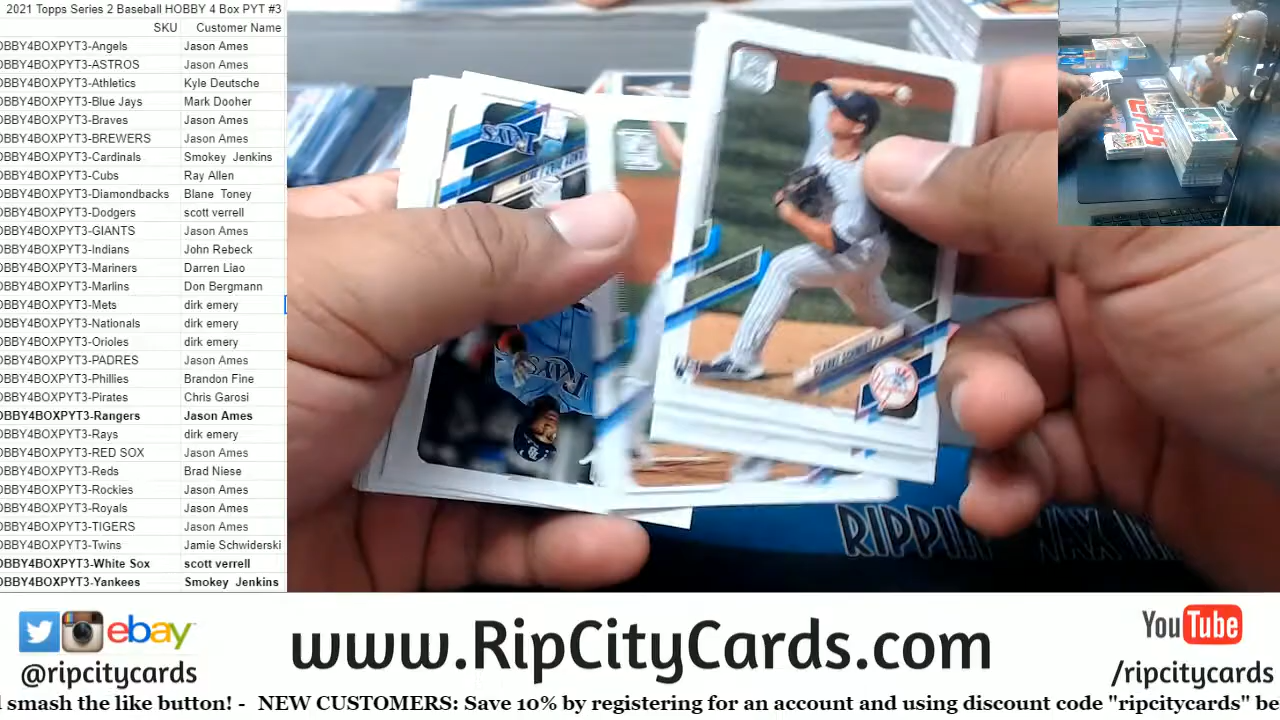 2021 Topps Series 2 Baseball HOBBY 4 Box PYT #3
SKU Customer Name
OBBY4BOXPYT3-Angels Jason Ames
OBBY4BOXPYT3-ASTROS Jason Ames
OBBY4BOXPYT3-Athletics Kyle Deutsche
OBBY4BOXPYT3-Blue Jays Mark Dooher
OBBY4BOXPYT3-Braves Jason Ames
OBBY4BOXPYT3-BREWERS Jason Ames
OBBY4BOXPYT3-Cardinals Smokey Jenkins
OBBY4BOXPYT3-Cubs Ray Allen
OBBY4BOXPYT3-Diamondbacks Blane Toney
OBBY4BOXPYT3-Dodgers scott verrell
OBBY4BOXPYT3-GIANTS Jason Ames
OBBY4BOXPYT3-Indians John Rebeck
OBBY4BOXPYT3-Mariners Darren Liao
OBBY4BOXPYT3-Marlins Don Bergmann
OBBY4BOXPYT3-Mets dirk emery
OBBY4BOXPYT3-Nationals dirk emery
OBBY4BOXPYT3-Orioles dirk emery
OBBY4BOXPYT3-PADRES Jason Ames
OBBY4BOXPYT3-Phillies Brandon Fine
OBBY4BOXPYT3-Pirates Chris Garosi
OBBY4BOXPYT3-Rangers Jason Ames
OBBY4BOXPYT3-Rays dirk emery
OBBY4BOXPYT3-RED SOX Jason Ames
OBBY4BOXPYT3-Reds Brad Niese
OBBY4BOXPYT3-Rockies Jason Ames
OBBY4BOXPYT3-Royals Jason Ames
OBBY4BOXPYT3-TIGERS Jason Ames
OBBY4BOXPYT3-Twins Jamie Schwiderski
OBBY4BOXPYT3-White Sox scott verrell
OBBY4BOXPYT3-Yankees Smokey Jenkins
RAYS
RAYS
topps
RIPPIN WAX
ebay
@ripcitycards
www.RipCityCards.com
YouTube
/ripcitycards
d smash the like button! - NEW CUSTOMERS: Save 10% by registering for an account and using discount code "ripcitycards" be